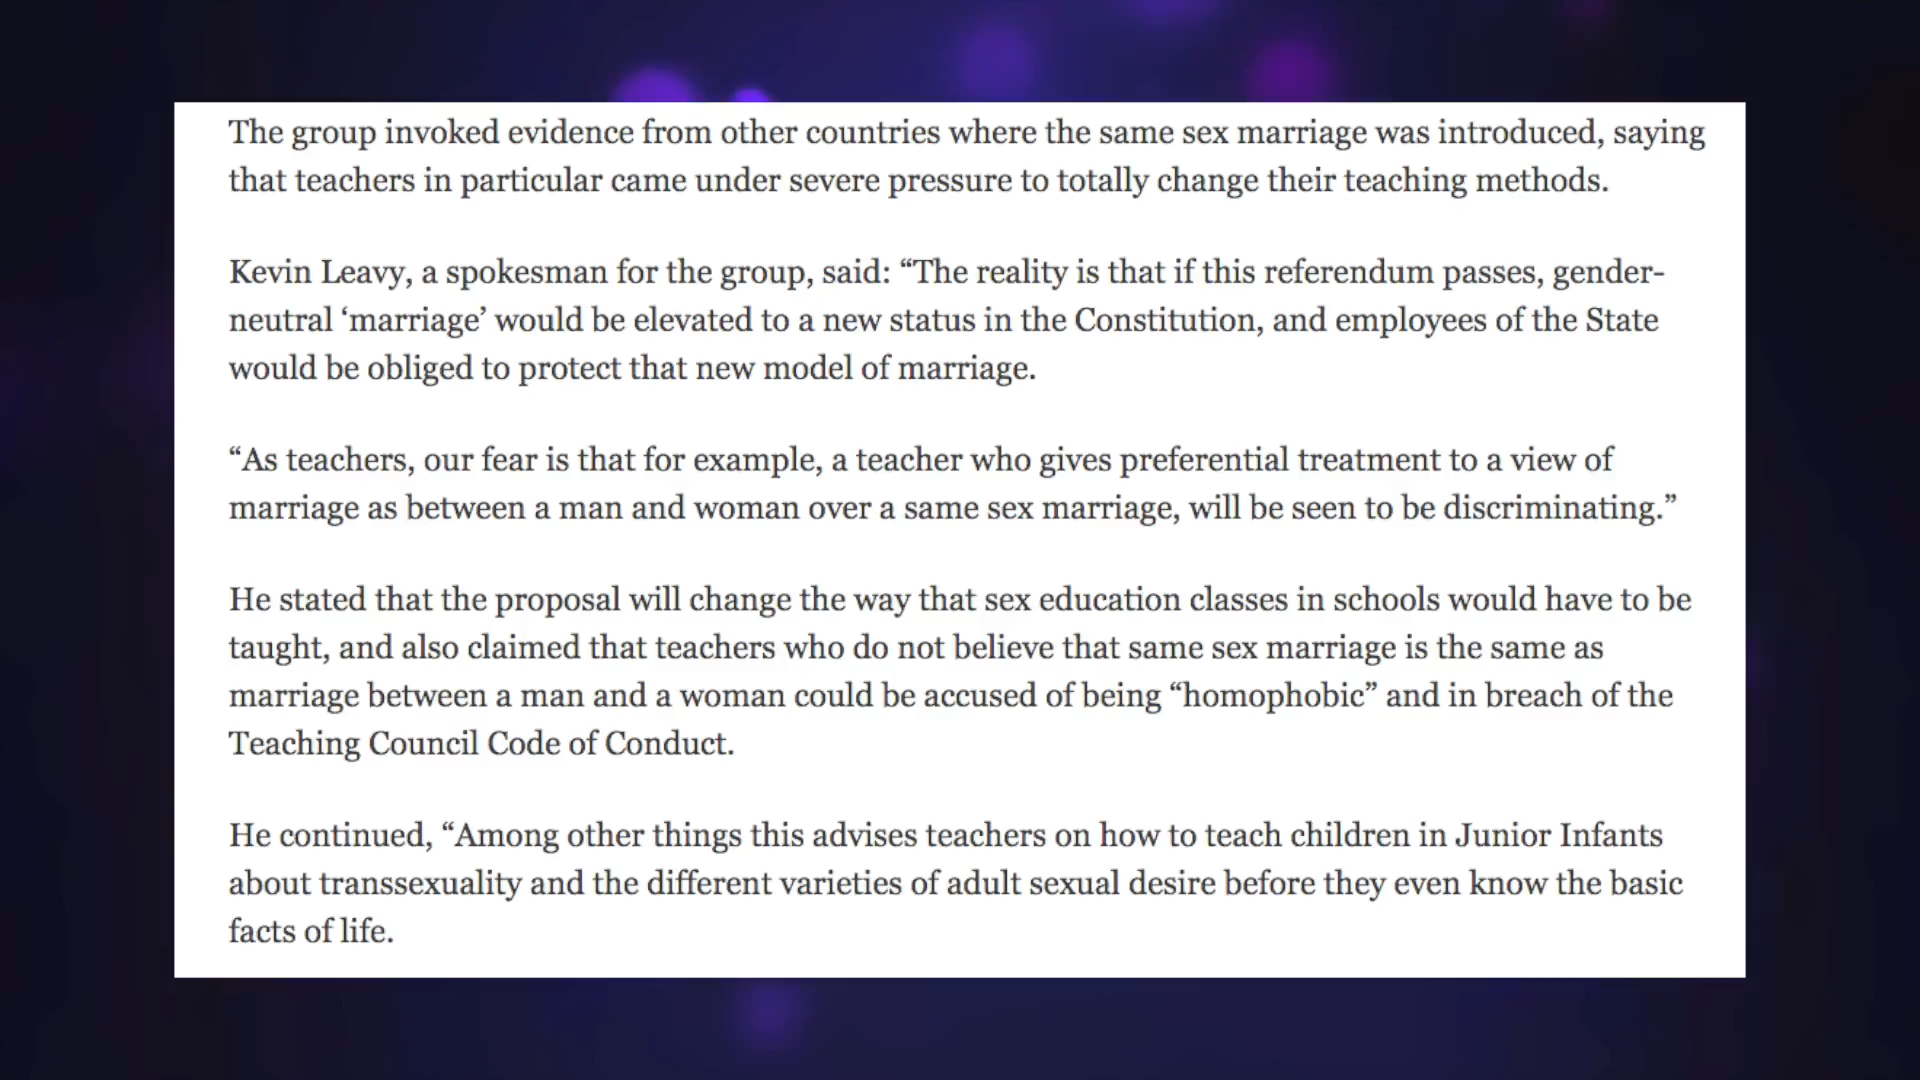 The group invoked evidence from other countries where the same sex marriage was introduced, saying
that teachers in particular came under severe pressure to totally change their teaching methods.
Kevin Leavy, a spokesman for the group, said: “The reality is that if this referendum passes, gender-
neutral ‘marriage’ would be elevated to a new status in the Constitution, and employees of the State
would be obliged to protect that new model of marriage.
“As teachers, our fear is that for example, a teacher who gives preferential treatment to a view of
marriage as between a man and woman over a same sex marriage, will be seen to be discriminating.”
He stated that the proposal will change the way that sex education classes in schools would have to be
taught, and also claimed that teachers who do not believe that same sex marriage is the same as
marriage between a man and a woman could be accused of being “homophobic” and in breach of the
Teaching Council Code of Conduct.
He continued, “Among other things this advises teachers on how to teach children in Junior Infants
about transsexuality and the different varieties of adult sexual desire before they even know the basic
facts of life.